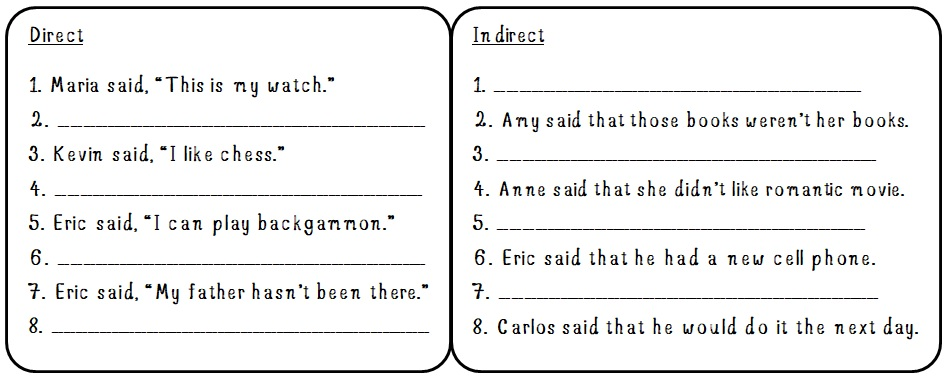 Direct
1. Maria said, “This is my watch.”
2. ______________________________
3. Kevin said, “I like chess.”
4. ______________________________
5. Eric said, “I can play backgammon.”
6. ______________________________
7. Eric said, “My father hasn't been there.”
8. ______________________________
Indirect
1. ______________________________
2. Amy said that those books weren't her books.
3. ______________________________
4. Anne said that she didn't like romantic movie.
5. ______________________________
6. Eric said that he had a new cell phone.
7. ______________________________
8. Carlos said that he would do it the next day.